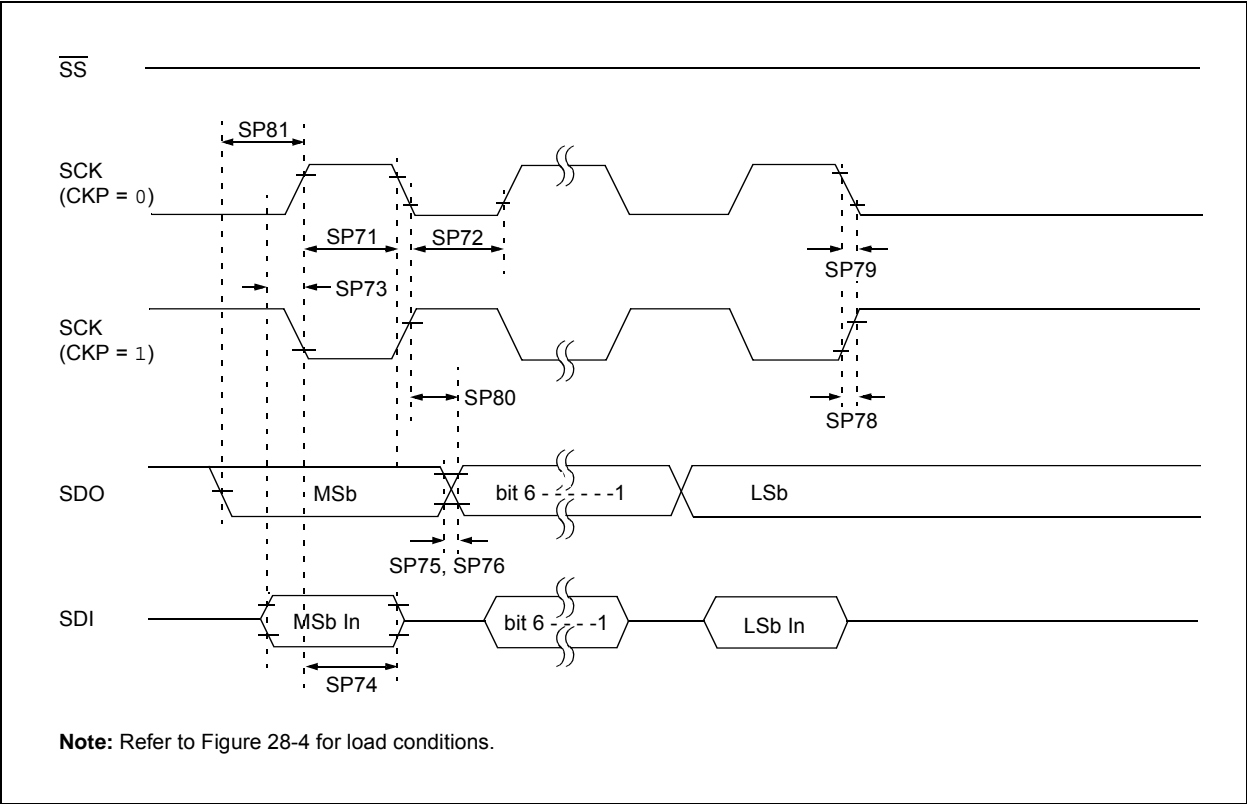 SS
SP81
SCK
(CKP = 0)
SP71
SP72
SP79
SP73
SCK
(CKP = 1)
SP80
SP78
SDO
MSb
bit 6 - - - - - -1
LSb
SP75, SP76
SDI
MSb In
bit 6 - - - -1
LSb In
SP74
Note: Refer to Figure 28-4 for load conditions.